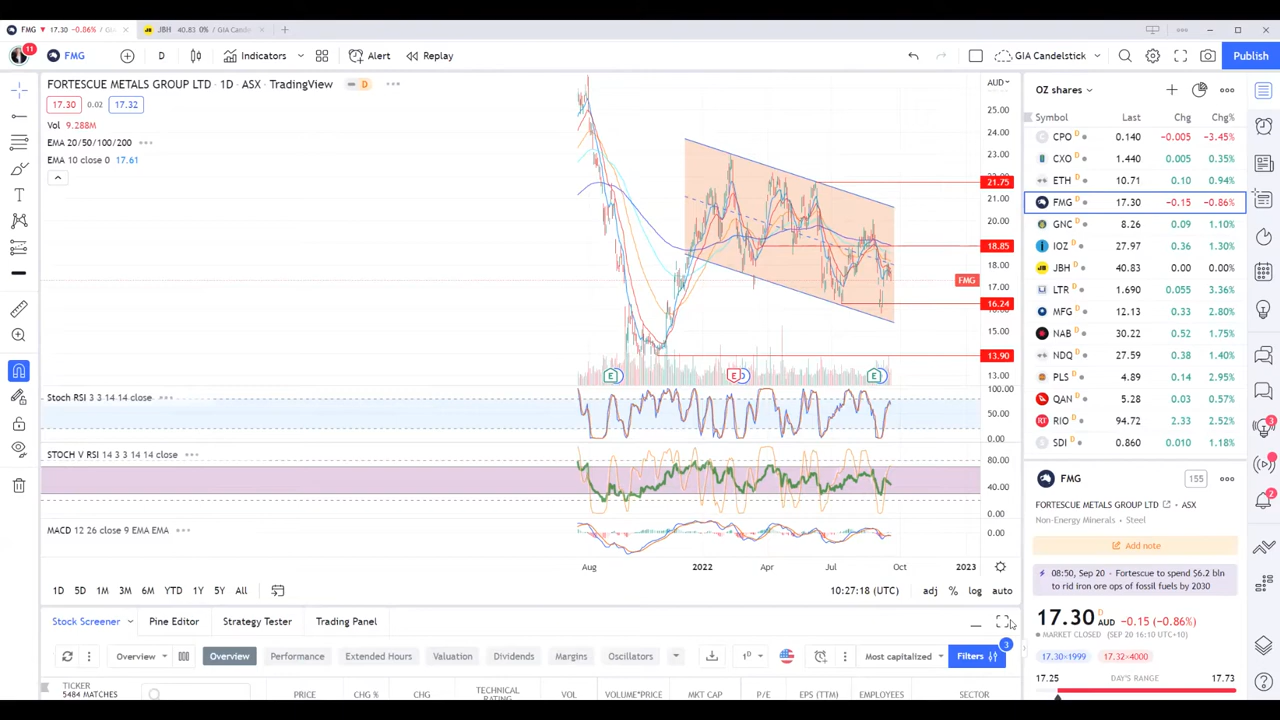 FMG 17.30 −0.86% / GIA
JBH 40.83 0% / GIA Candles
11
FMG
D
Indicators
Alert
Replay
GIA Candelstick
Publish
FORTESCUE METALS GROUP LTD · 1D · ASX · TradingView
D
17.30
0.02
17.32
Vol 9.288M
EMA 20/50/100/200
EMA 10 close 0 17.61
AUD
25.00
24.00
23.00
21.75
21.00
20.00
18.85
18.00
FMG
17.00
16.24
15.00
13.90
13.00
E
E
E
Stoch RSI 3 3 14 14 close
100.00
50.00
0.00
STOCH V RSI 14 3 3 14 14 close
80.00
40.00
0.00
MACD 12 26 close 9 EMA EMA
0.00
Aug
2022
Apr
Jul
Oct
2023
1D
5D
1M
3M
6M
YTD
1Y
5Y
All
10:27:18 (UTC)
adj
%
log
auto
Stock Screener
Pine Editor
Strategy Tester
Trading Panel
Overview
Overview
Performance
Extended Hours
Valuation
Dividends
Margins
Oscillators
1D
Most capitalized
Filters
3
TICKER
5484 MATCHES
PRICE
CHG %
CHG
TECHNICAL
RATING
VOL
VOLUME*PRICE
MKT CAP
P/E
EPS (TTM)
EMPLOYEES
SECTOR
OZ shares
Symbol Last Chg Chg%
CPO D 0.140 −0.005 −3.45%
CXO D 1.440 0.005 0.35%
ETH D 10.71 0.10 0.94%
FMG D 17.30 −0.15 −0.86%
GNC D 8.26 0.09 1.10%
IOZ D 27.97 0.36 1.30%
JBH D 40.83 0.00 0.00%
LTR D 1.690 0.055 3.36%
MFG D 12.13 0.33 2.80%
NAB D 30.22 0.52 1.75%
NDQ D 27.59 0.38 1.40%
PLS D 4.89 0.14 2.95%
QAN D 5.28 0.03 0.57%
RIO D 94.72 2.33 2.52%
SDI D 0.860 0.010 1.18%
FMG
155
FORTESCUE METALS GROUP LTD · ASX
Non-Energy Minerals · Steel
Add note
08:50, Sep 20 · Fortescue to spend $6.2 bln
to rid iron ore ops of fossil fuels by 2030
17.30 D AUD −0.15 (−0.86%)
MARKET CLOSED (SEP 20 16:10 UTC+10)
17.30×1999
17.32×4000
17.25 DAY'S RANGE 17.73
3
2